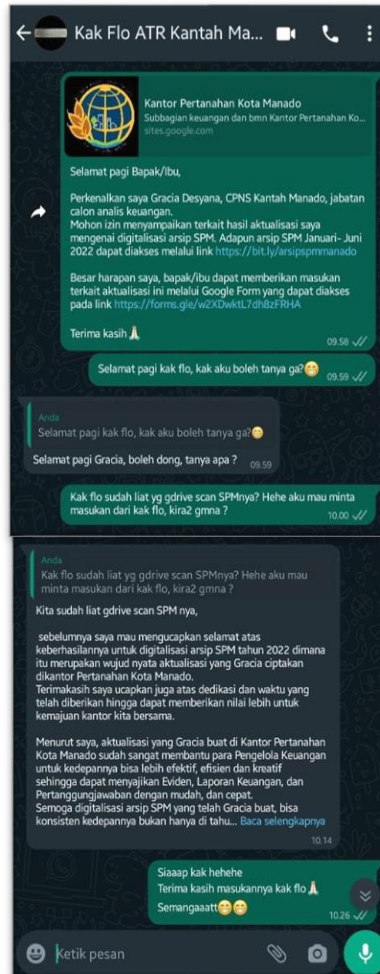 Kak Flo ATR Kantah Ma...
Kantor Pertanahan Kota Manado
Subbagian keuangan dan bmn Kantor Pertanahan Ko...
sites.google.com
Selamat pagi Bapak/Ibu,
Perkenalkan saya Gracia Desyana, CPNS Kantah Manado, jabatan
calon analis keuangan.
Mohon izin menyampaikan terkait hasil aktualisasi saya
mengenai digitalisasi arsip SPM. Adapun arsip SPM Januari- Juni
2022 dapat diakses melalui link https://bit.ly/arsipspmmanado
Besar harapan saya, bapak/ibu dapat memberikan masukan
terkait aktualisasi ini melalui Google Form yang dapat diakses
pada link https://forms.gle/w2XDwktL7dh8zFRHA
Terima kasih🙏
09.58
Selamat pagi kak flo, kak aku boleh tanya ga?😁
09.59
Anda
Selamat pagi kak flo, kak aku boleh tanya ga?😁
Selamat pagi Gracia, boleh dong, tanya apa ?
09.59
Kak flo sudah liat yg gdrive scan SPMnya? Hehe aku mau minta
masukan dari kak flo, kira2 gmna ?
10.00
Anda
Kak flo sudah liat yg gdrive scan SPMnya? Hehe aku mau
minta masukan dari kak flo, kira2 gmna ?
Kita sudah liat gdrive scan SPM nya,
sebelumnya saya mau mengucapkan selamat atas
keberhasilannya untuk digitalisasi arsip SPM tahun 2022 dimana
itu merupakan wujud nyata aktualisasi yang Gracia ciptakan
dikantor Pertanahan Kota Manado.
Terimakasih saya ucapkan juga atas dedikasi dan waktu yang
telah diberikan hingga dapat memberikan nilai lebih untuk
kemajuan kantor kita bersama.
Menurut saya, aktualisasi yang Gracia buat di Kantor Pertanahan
Kota Manado sudah sangat membantu para Pengelola Keuangan
untuk kedepannya bisa lebih efektif, efisien dan kreatif
sehingga dapat menyajikan Eviden, Laporan Keuangan, dan
Pertanggungjawaban dengan mudah, dan cepat.
Semoga digitalisasi arsip SPM yang telah Gracia buat, bisa
konsisten kedepannya bukan hanya di tahu... Baca selengkapnya
10.14
Siaaap kak hehehe
Terima kasih masukannya kak flo🙏
Semangaaatt😁😁
10.26
Ketik pesan